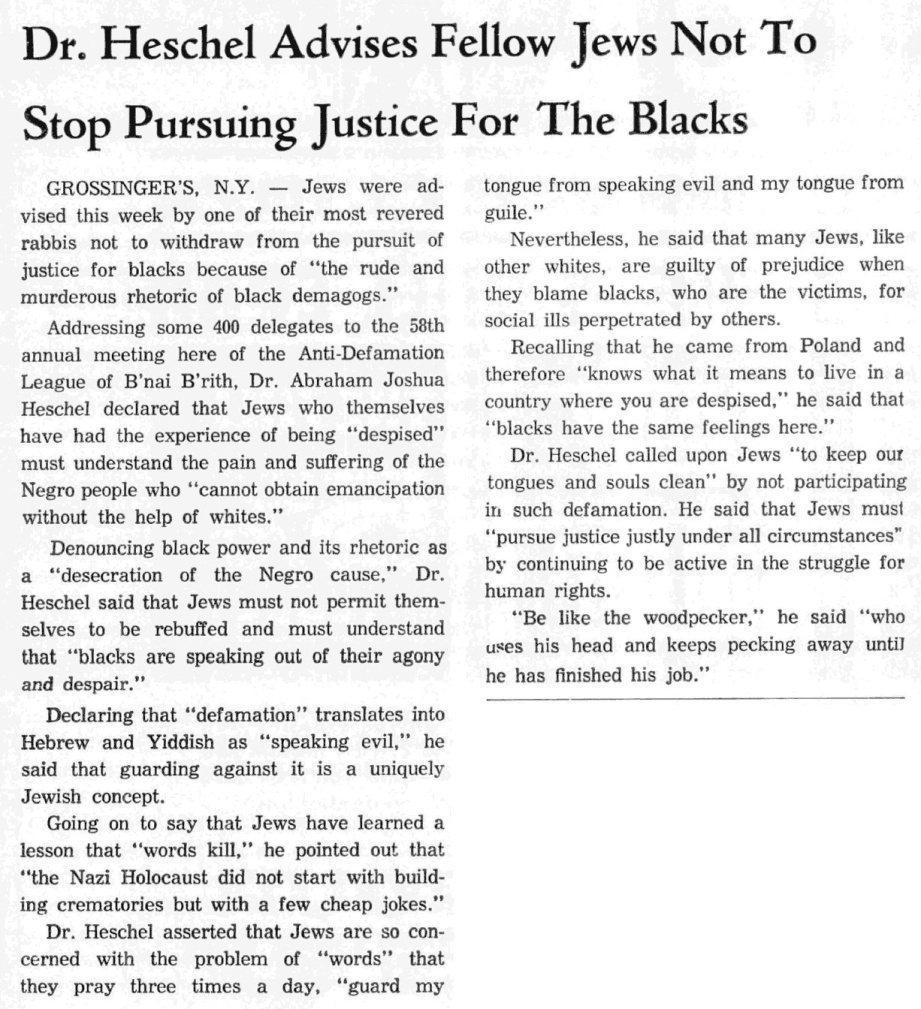 Dr. Heschel Advises Fellow Jews Not To
Stop Pursuing Justice For The Blacks
GROSSINGER'S, N.Y. — Jews were ad-
vised this week by one of their most revered
rabbis not to withdraw from the pursuit of
justice for blacks because of "the rude and
murderous rhetoric of black demagogs."
Addressing some 400 delegates to the 58th
annual meeting here of the Anti-Defamation
League of B'nai B'rith, Dr. Abraham Joshua
Heschel declared that Jews who themselves
have had the experience of being "despised"
must understand the pain and suffering of the
Negro people who "cannot obtain emancipation
without the help of whites."
Denouncing black power and its rhetoric as
a "desecration of the Negro cause," Dr.
Heschel said that Jews must not permit them-
selves to be rebuffed and must understand
that "blacks are speaking out of their agony
and despair."
Declaring that "defamation" translates into
Hebrew and Yiddish as "speaking evil," he
said that guarding against it is a uniquely
Jewish concept.
Going on to say that Jews have learned a
lesson that "words kill," he pointed out that
"the Nazi Holocaust did not start with build-
ing crematories but with a few cheap jokes."
Dr. Heschel asserted that Jews are so con-
cerned with the problem of "words" that
they pray three times a day, "guard my
tongue from speaking evil and my tongue from
guile."
Nevertheless, he said that many Jews, like
other whites, are guilty of prejudice when
they blame blacks, who are the victims, for
social ills perpetrated by others.
Recalling that he came from Poland and
therefore "knows what it means to live in a
country where you are despised," he said that
"blacks have the same feelings here."
Dr. Heschel called upon Jews "to keep our
tongues and souls clean" by not participating
in such defamation. He said that Jews must
"pursue justice justly under all circumstances"
by continuing to be active in the struggle for
human rights.
"Be like the woodpecker," he said "who
uses his head and keeps pecking away until
he has finished his job."